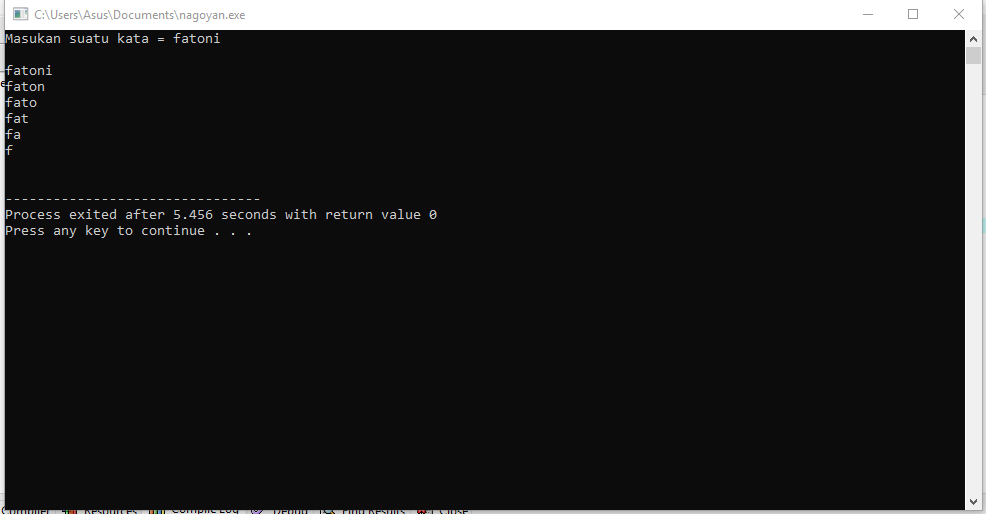 C:\Users\Asus\Documents\nagoyan.exe
Masukan suatu kata = fatoni
fatoni
faton
fato
fat
fa
f
--------------------------------
Process exited after 5.456 seconds with return value 0
Press any key to continue . . .
Compiler Resources Compile Log Debug Find Results Close